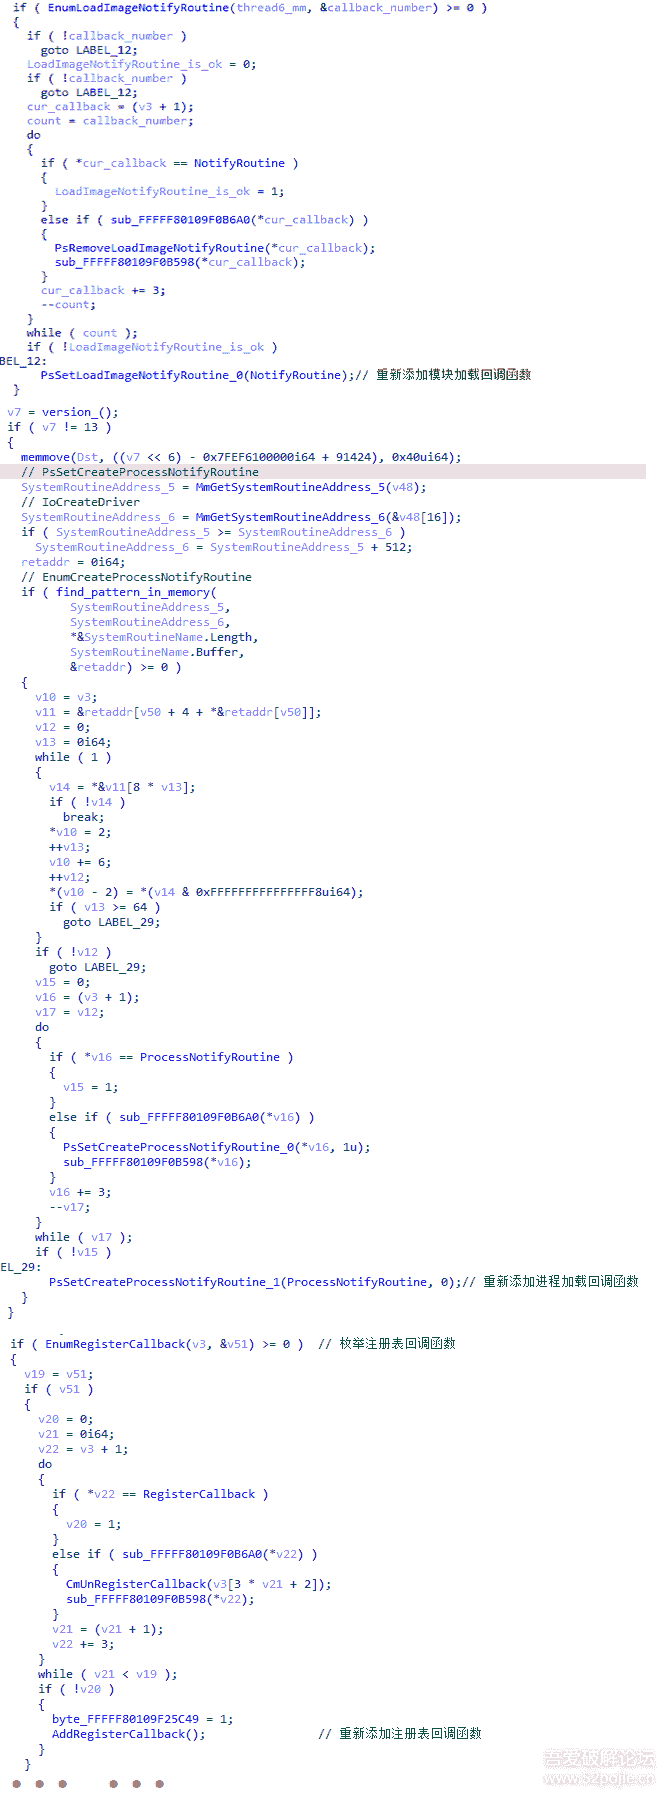 if ( EnumLoadImageNotifyRoutine(thread6_mm, &callback_number) >= 0 )
{
if ( !callback_number )
goto LABEL_12;
LoadImageNotifyRoutine_is_ok = 0;
if ( !callback_number )
goto LABEL_12;
cur_callback = (v3 + 1);
count = callback_number;
do
{
if ( *cur_callback == NotifyRoutine )
{
LoadImageNotifyRoutine_is_ok = 1;
}
else if ( sub_FFFFF80109F0B6A0(*cur_callback) )
{
PsRemoveLoadImageNotifyRoutine(*cur_callback);
sub_FFFFF80109F0B598(*cur_callback);
}
cur_callback += 3;
--count;
}
while ( count );
if ( !LoadImageNotifyRoutine_is_ok )
BEL_12:
PsSetLoadImageNotifyRoutine_0(NotifyRoutine);// 重新添加模块加载回调函数
}
v7 = version_();
if ( v7 != 13 )
{
memmove(Dst, ((v7 << 6) - 0x7FEF6100000i64 + 91424), 0x40ui64);
// PsSetCreateProcessNotifyRoutine
SystemRoutineAddress_5 = MmGetSystemRoutineAddress_5(v48);
// IoCreateDriver
SystemRoutineAddress_6 = MmGetSystemRoutineAddress_6(&v48[16]);
if ( SystemRoutineAddress_5 >= SystemRoutineAddress_6 )
SystemRoutineAddress_6 = SystemRoutineAddress_5 + 512;
retaddr = 0i64;
// EnumCreateProcessNotifyRoutine
if ( find_pattern_in_memory(
SystemRoutineAddress_5,
SystemRoutineAddress_6,
*&SystemRoutineName.Length,
SystemRoutineName.Buffer,
&retaddr) >= 0 )
{
v10 = v3;
v11 = &retaddr[v50 + 4 + *&retaddr[v50]];
v12 = 0;
v13 = 0i64;
while ( 1 )
{
v14 = *&v11[8 * v13];
if ( !v14 )
break;
*v10 = 2;
++v13;
v10 += 6;
++v12;
*(v10 - 2) = *(v14 & 0xFFFFFFFFFFFFFFF8ui64);
if ( v13 >= 64 )
goto LABEL_29;
}
if ( !v12 )
goto LABEL_29;
v15 = 0;
v16 = (v3 + 1);
v17 = v12;
do
{
if ( *v16 == ProcessNotifyRoutine )
{
v15 = 1;
}
else if ( sub_FFFFF80109F0B6A0(*v16) )
{
PsSetCreateProcessNotifyRoutine_0(*v16, 1u);
sub_FFFFF80109F0B598(*v16);
}
v16 += 3;
--v17;
}
while ( v17 );
if ( !v15 )
EL_29:
PsSetCreateProcessNotifyRoutine_1(ProcessNotifyRoutine, 0);// 重新添加进程加载回调函数
}
}
if ( EnumRegisterCallback(v3, &v51) >= 0 ) // 枚举注册表回调函数
{
v19 = v51;
if ( v51 )
{
v20 = 0;
v21 = 0i64;
v22 = v3 + 1;
do
{
if ( *v22 == RegisterCallback )
{
v20 = 1;
}
else if ( sub_FFFFF80109F0B6A0(*v22) )
{
CmUnRegisterCallback(v3[3 * v21 + 2]);
sub_FFFFF80109F0B598(*v22);
}
v21 = (v21 + 1);
v22 += 3;
}
while ( v21 < v19 );
if ( !v20 )
{
byte_FFFFF80109F25C49 = 1;
AddRegisterCallback(); // 重新添加注册表回调函数
}
}
吾爱破解论坛
www.52pojie.cn